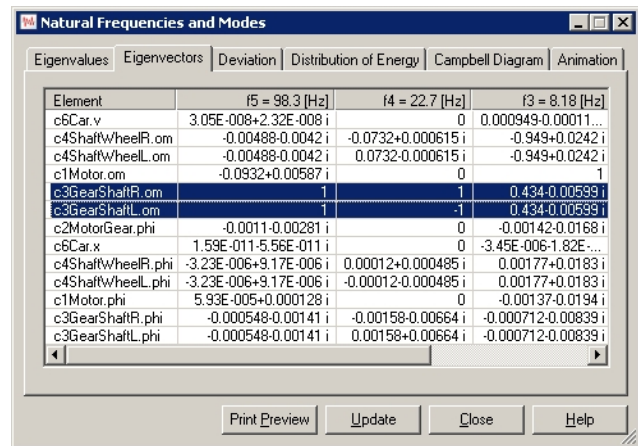 Natural Frequencies and Modes
Eigenvalues Eigenvectors Deviation Distribution of Energy Campbell Diagram Animation
Element f5 = 98.3 [Hz] f4 = 22.7 [Hz] f3 = 8.18 [Hz]
c6Car.v 3.05E-008+2.32E-008 i 0 0.000949-0.00011...
c4ShaftWheelR.om -0.00488-0.0042 i -0.0732+0.000615 i -0.949+0.0242 i
c4ShaftWheelL.om -0.00488-0.0042 i 0.0732-0.000615 i -0.949+0.0242 i
c1Motor.om -0.0932+0.00587 i 0 1
c3GearShaftR.om 1 1 0.434-0.00599 i
c3GearShaftL.om 1 -1 0.434-0.00599 i
c2MotorGear.phi -0.0011-0.00281 i 0 -0.00142-0.0168 i
c6Car.x 1.59E-011-5.56E-011 i 0 -3.45E-006-1.82E-...
c4ShaftWheelR.phi -3.23E-006+9.17E-006 i 0.00012+0.000485 i 0.00177+0.0183 i
c4ShaftWheelL.phi -3.23E-006+9.17E-006 i -0.00012-0.000485 i 0.00177+0.0183 i
c1Motor.phi 5.93E-005+0.000128 i 0 -0.00137-0.0194 i
c3GearShaftR.phi -0.000548-0.00141 i -0.00158-0.00664 i -0.000712-0.00839 i
c3GearShaftL.phi -0.000548-0.00141 i 0.00158+0.00664 i -0.000712-0.00839 i
Print Preview Update Close Help